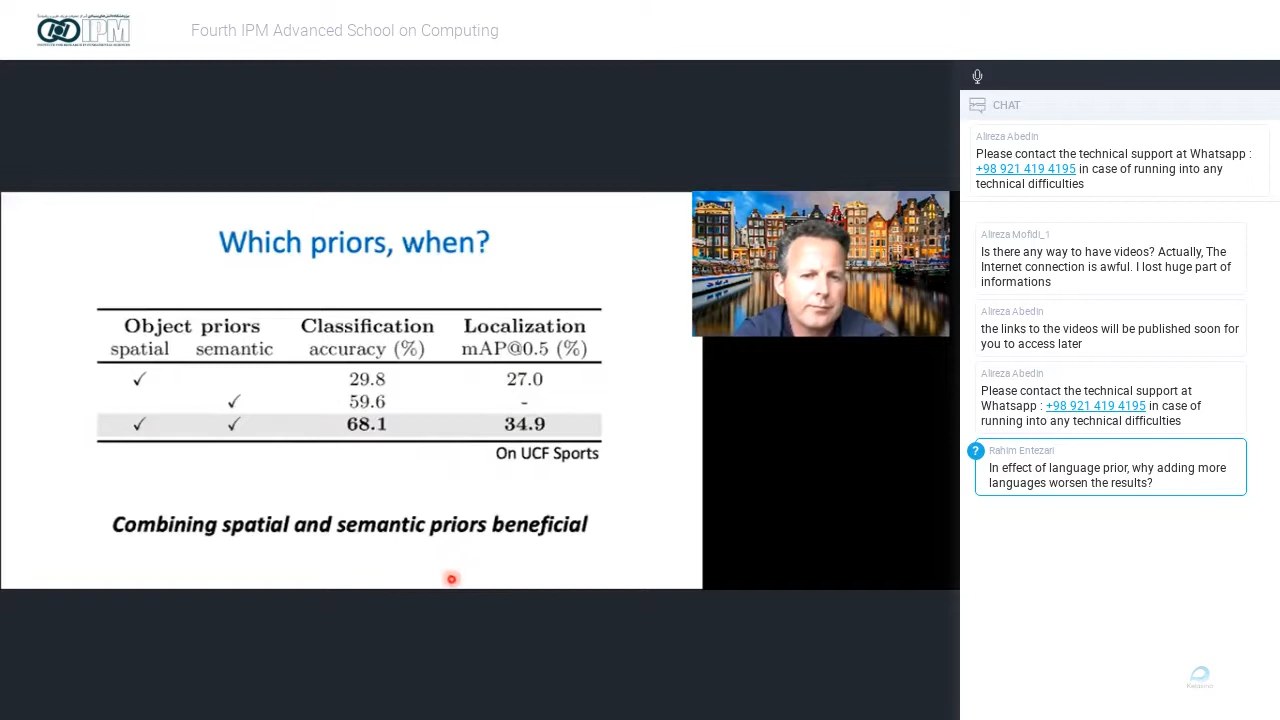 IPM
INSTITUTE FOR RESEARCH IN FUNDAMENTAL SCIENCES
Fourth IPM Advanced School on Computing
Which priors, when?
Object priors Classification Localization
spatial semantic accuracy (%) mAP@0.5 (%)
✓ 29.8 27.0
✓ 59.6 -
✓ ✓ 68.1 34.9
On UCF Sports
Combining spatial and semantic priors beneficial
CHAT
Alireza Abedin
Please contact the technical support at Whatsapp :
+98 921 419 4195 in case of running into any
technical difficulties
Alireza Mofidi_1
Is there any way to have videos? Actually, The
Internet connection is awful. I lost huge part of
informations
Alireza Abedin
the links to the videos will be published soon for
you to access later
Alireza Abedin
Please contact the technical support at
Whatsapp : +98 921 419 4195 in case of
running into any technical difficulties
?
Rahim Entezari
In effect of language prior, why adding more
languages worsen the results?